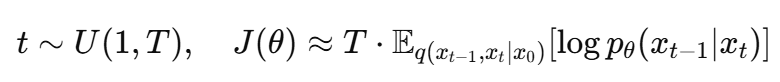 t ∼ U(1, T),  J(θ) ≈ T · 𝔼_{q(x_{t−1},x_t|x_0)}[log p_θ(x_{t−1}|x_t)]